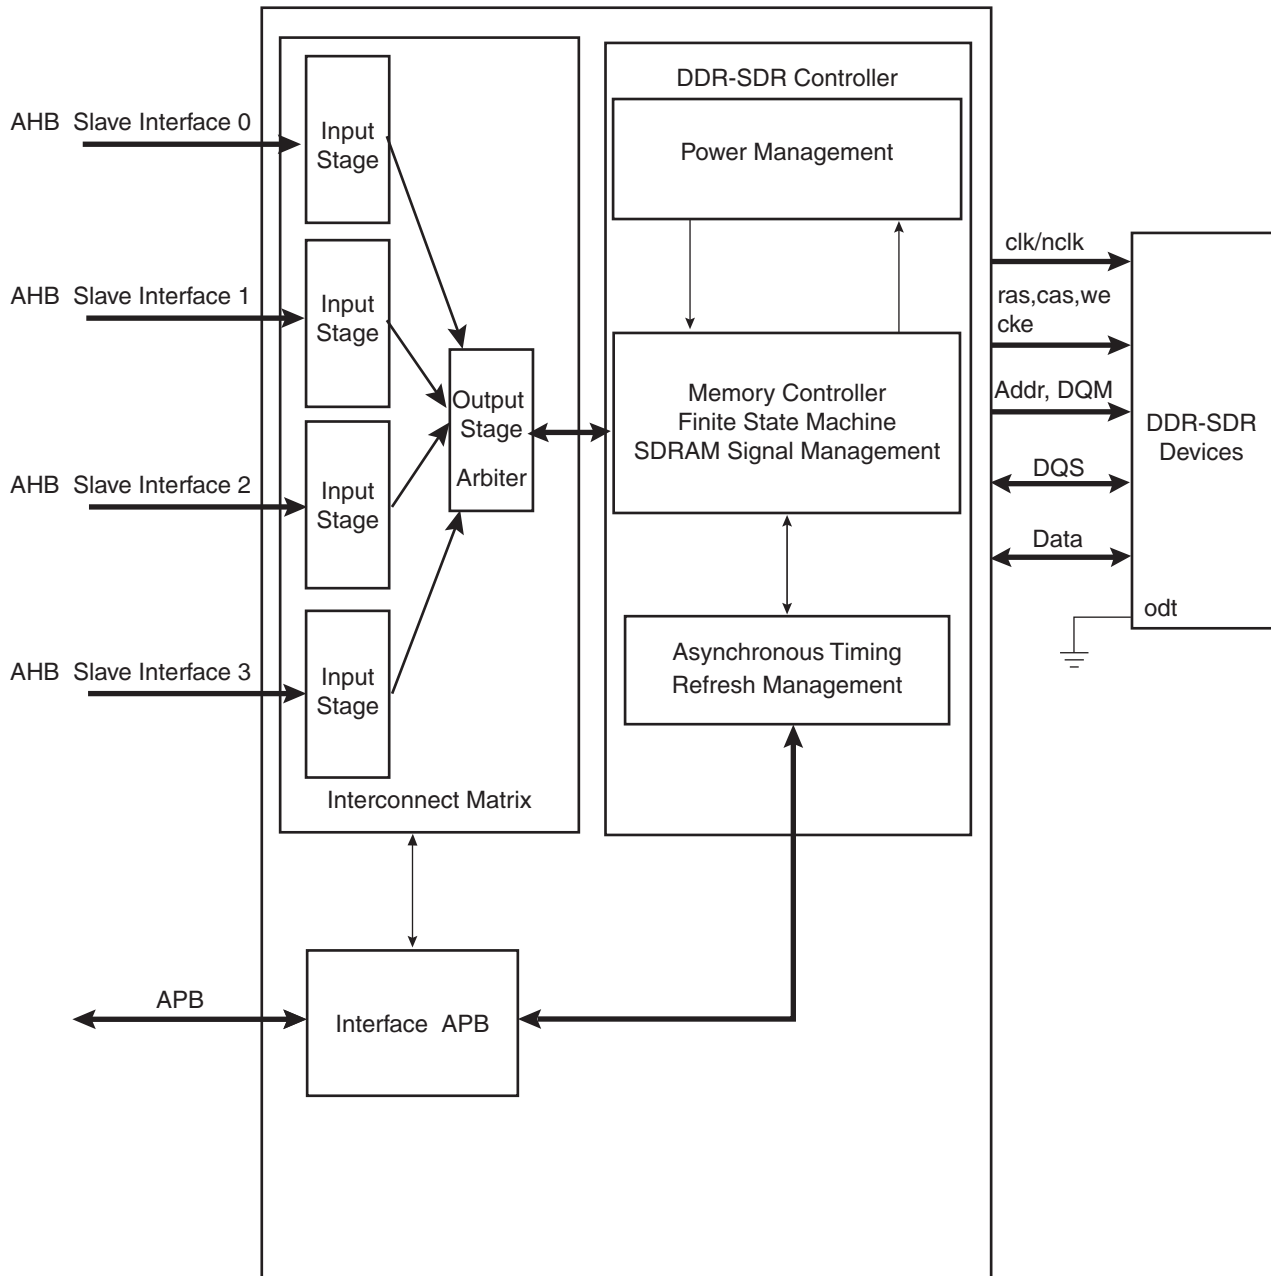 DDR-SDR Controller
AHB  Slave Interface 0
Input
Stage
Power Management
clk/nclk
AHB  Slave Interface 1
Input
Stage
ras,cas,we
cke
Output
Stage
Arbiter
Memory Controller
Finite State Machine
SDRAM Signal Management
Addr, DQM
DDR-SDR
Devices
DQS
AHB  Slave Interface 2
Input
Stage
Data
odt
AHB  Slave Interface 3
Input
Stage
Asynchronous Timing
Refresh Management
Interconnect Matrix
APB
Interface  APB